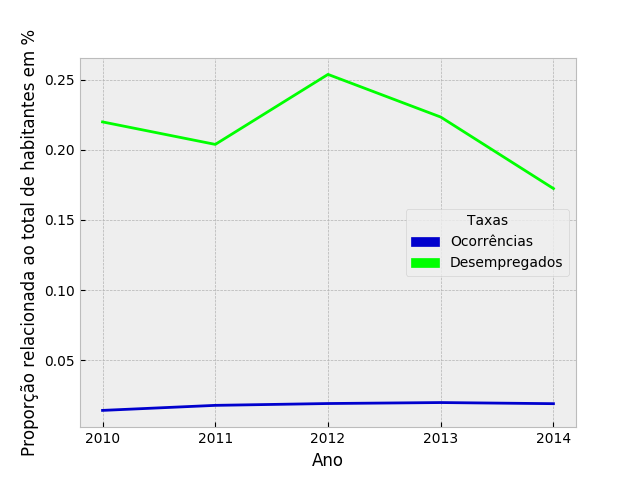 Proporção relacionada ao total de habitantes em %
0.25
0.20
0.15
0.10
0.05
Taxas
Ocorrências
Desempregados
2010 2011 2012 2013 2014
Ano